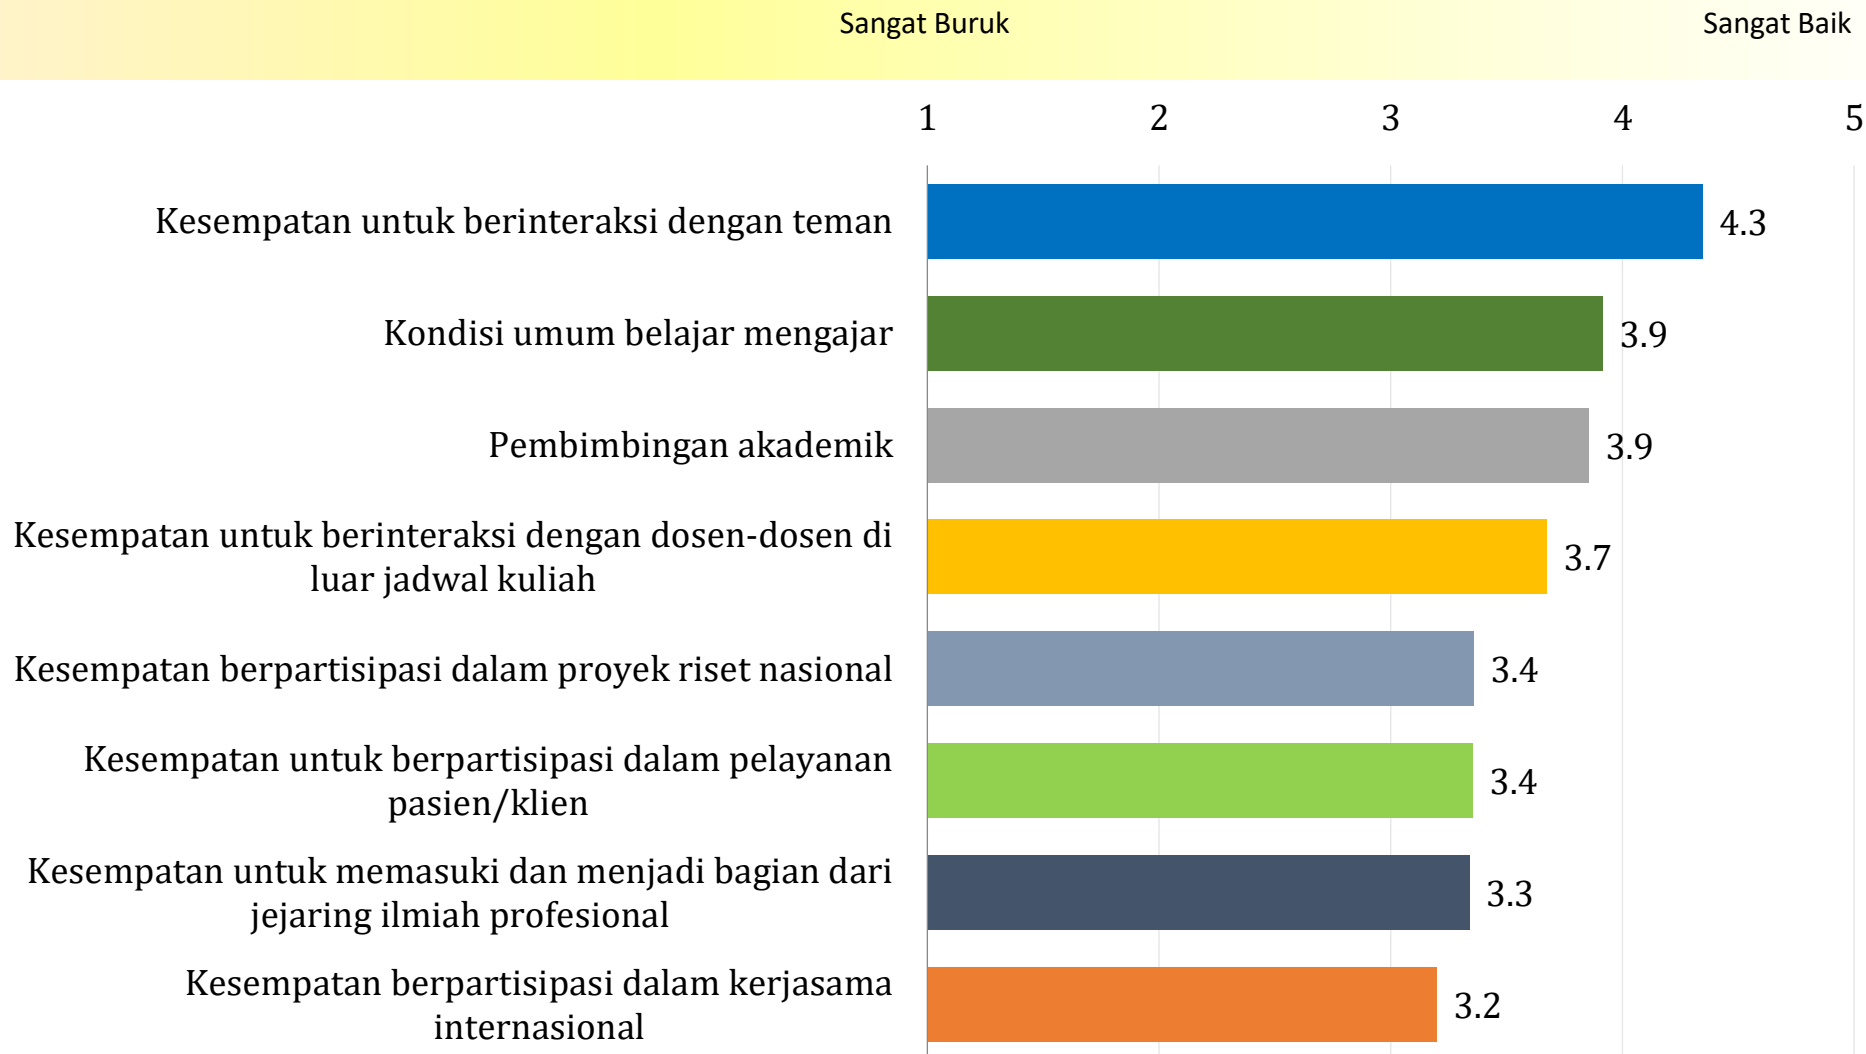 Sangat Buruk Sangat Baik
1 2 3 4 5
Kesempatan untuk berinteraksi dengan teman 4.3
Kondisi umum belajar mengajar 3.9
Pembimbingan akademik 3.9
Kesempatan untuk berinteraksi dengan dosen-dosen di
luar jadwal kuliah 3.7
Kesempatan berpartisipasi dalam proyek riset nasional 3.4
Kesempatan untuk berpartisipasi dalam pelayanan
pasien/klien 3.4
Kesempatan untuk memasuki dan menjadi bagian dari
jejaring ilmiah profesional 3.3
Kesempatan berpartisipasi dalam kerjasama
internasional 3.2